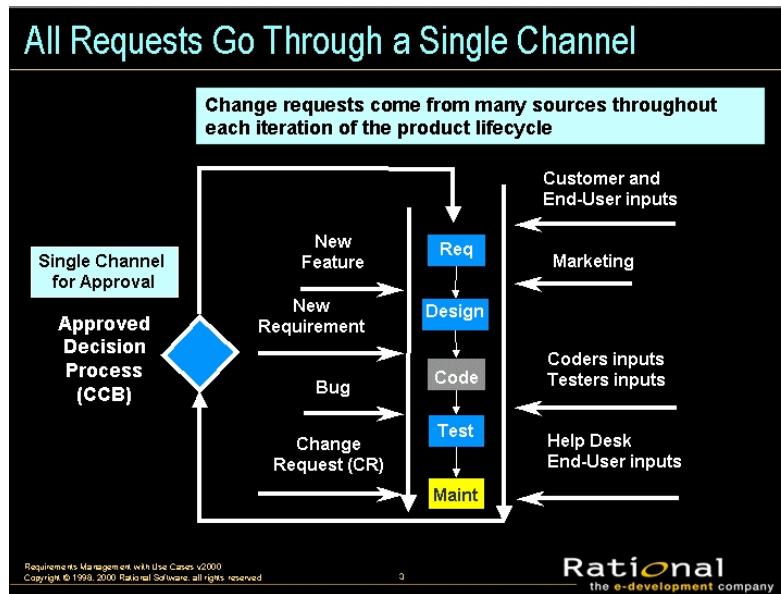 All Requests Go Through a Single Channel
Change requests come from many sources throughout
each iteration of the product lifecycle
Customer and
End-User inputs
Single Channel
for Approval
New
Feature
Req
Marketing
Approved
Decision
Process
(CCB)
New
Requirement
Design
Code
Coders inputs
Testers inputs
Bug
Test
Change
Request (CR)
Help Desk
End-User inputs
Maint
Requirements Management with Use Cases v2000
Copyright © 1998, 2000 Rational Software, all rights reserved
3
Rational
the e-development company